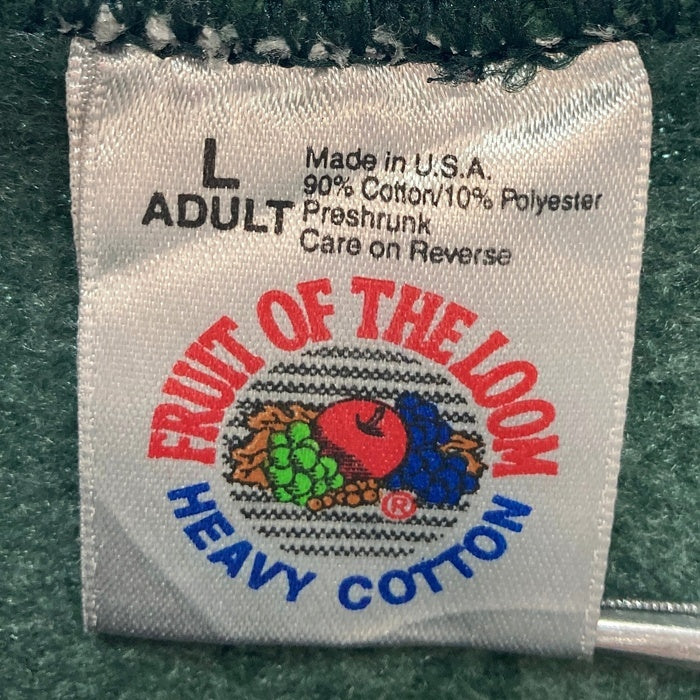 L
ADULT
Made in U.S.A.
90% Cotton/10% Polyester
Preshrunk
Care on Reverse
FRUIT OF THE LOOM
®
HEAVY COTTON